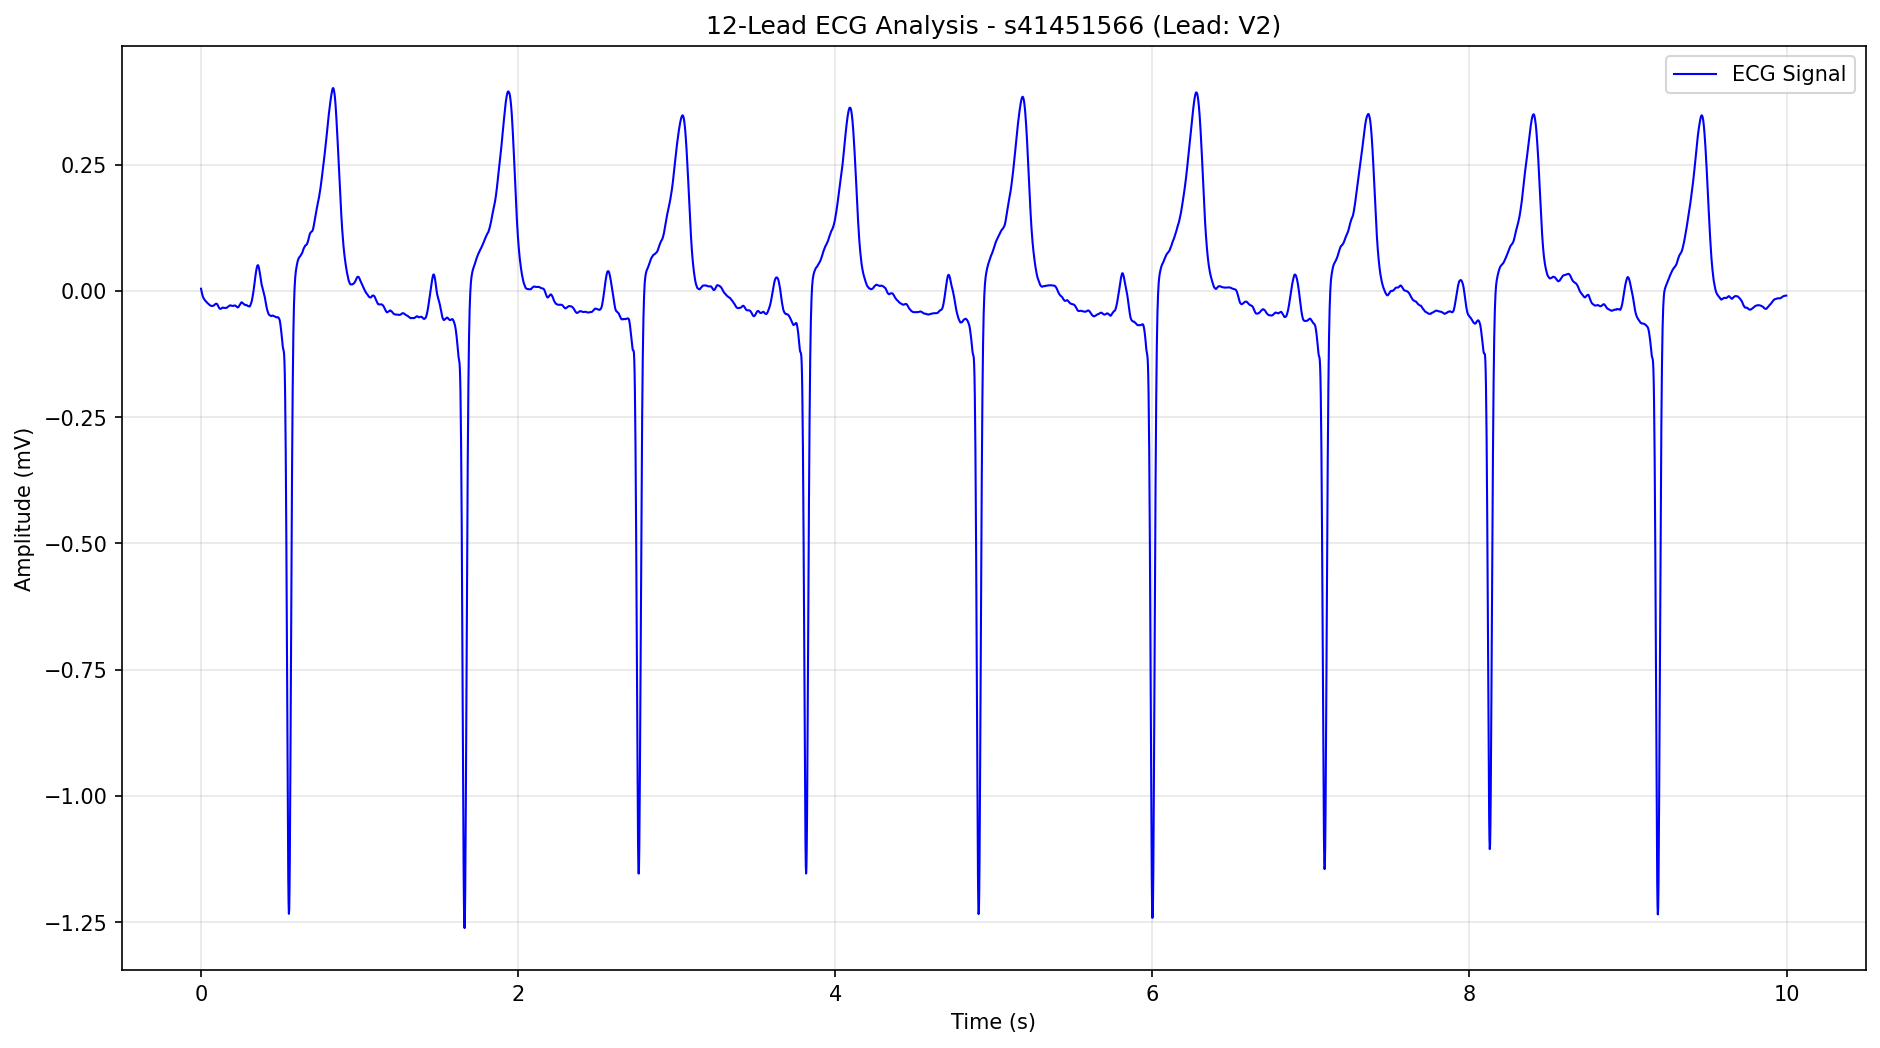 12-Lead ECG Analysis - s41451566 (Lead: V2)
ECG Signal
0.25
0.00
−0.25
−0.50
−0.75
−1.00
−1.25
Amplitude (mV)
0 2 4 6 8 10
Time (s)